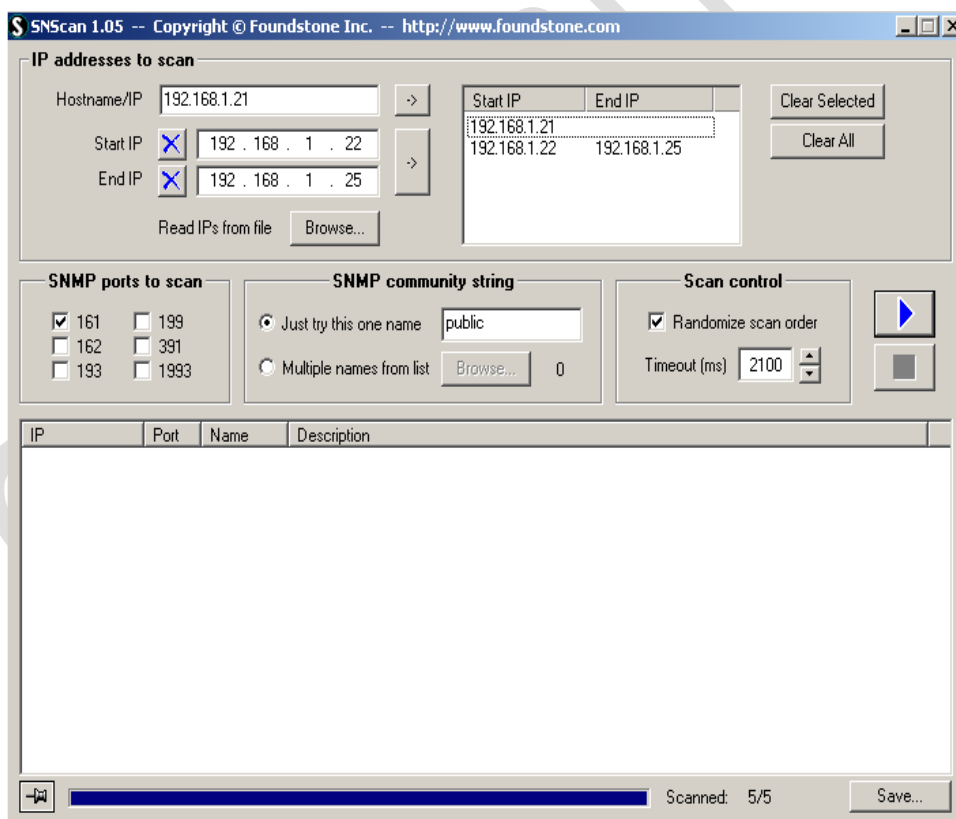 SNScan 1.05 -- Copyright © Foundstone Inc. -- http://www.foundstone.com
IP addresses to scan
Hostname/IP 192.168.1.21 ->
Start IP 192 . 168 . 1 . 22
End IP 192 . 168 . 1 . 25
->
Read IPs from file Browse...
Start IP End IP
192.168.1.21
192.168.1.22 192.168.1.25
Clear Selected
Clear All
SNMP ports to scan
161 199
162 391
193 1993
SNMP community string
Just try this one name public
Multiple names from list Browse... 0
Scan control
Randomize scan order
Timeout (ms) 2100
IP Port Name Description
Scanned: 5/5 Save...